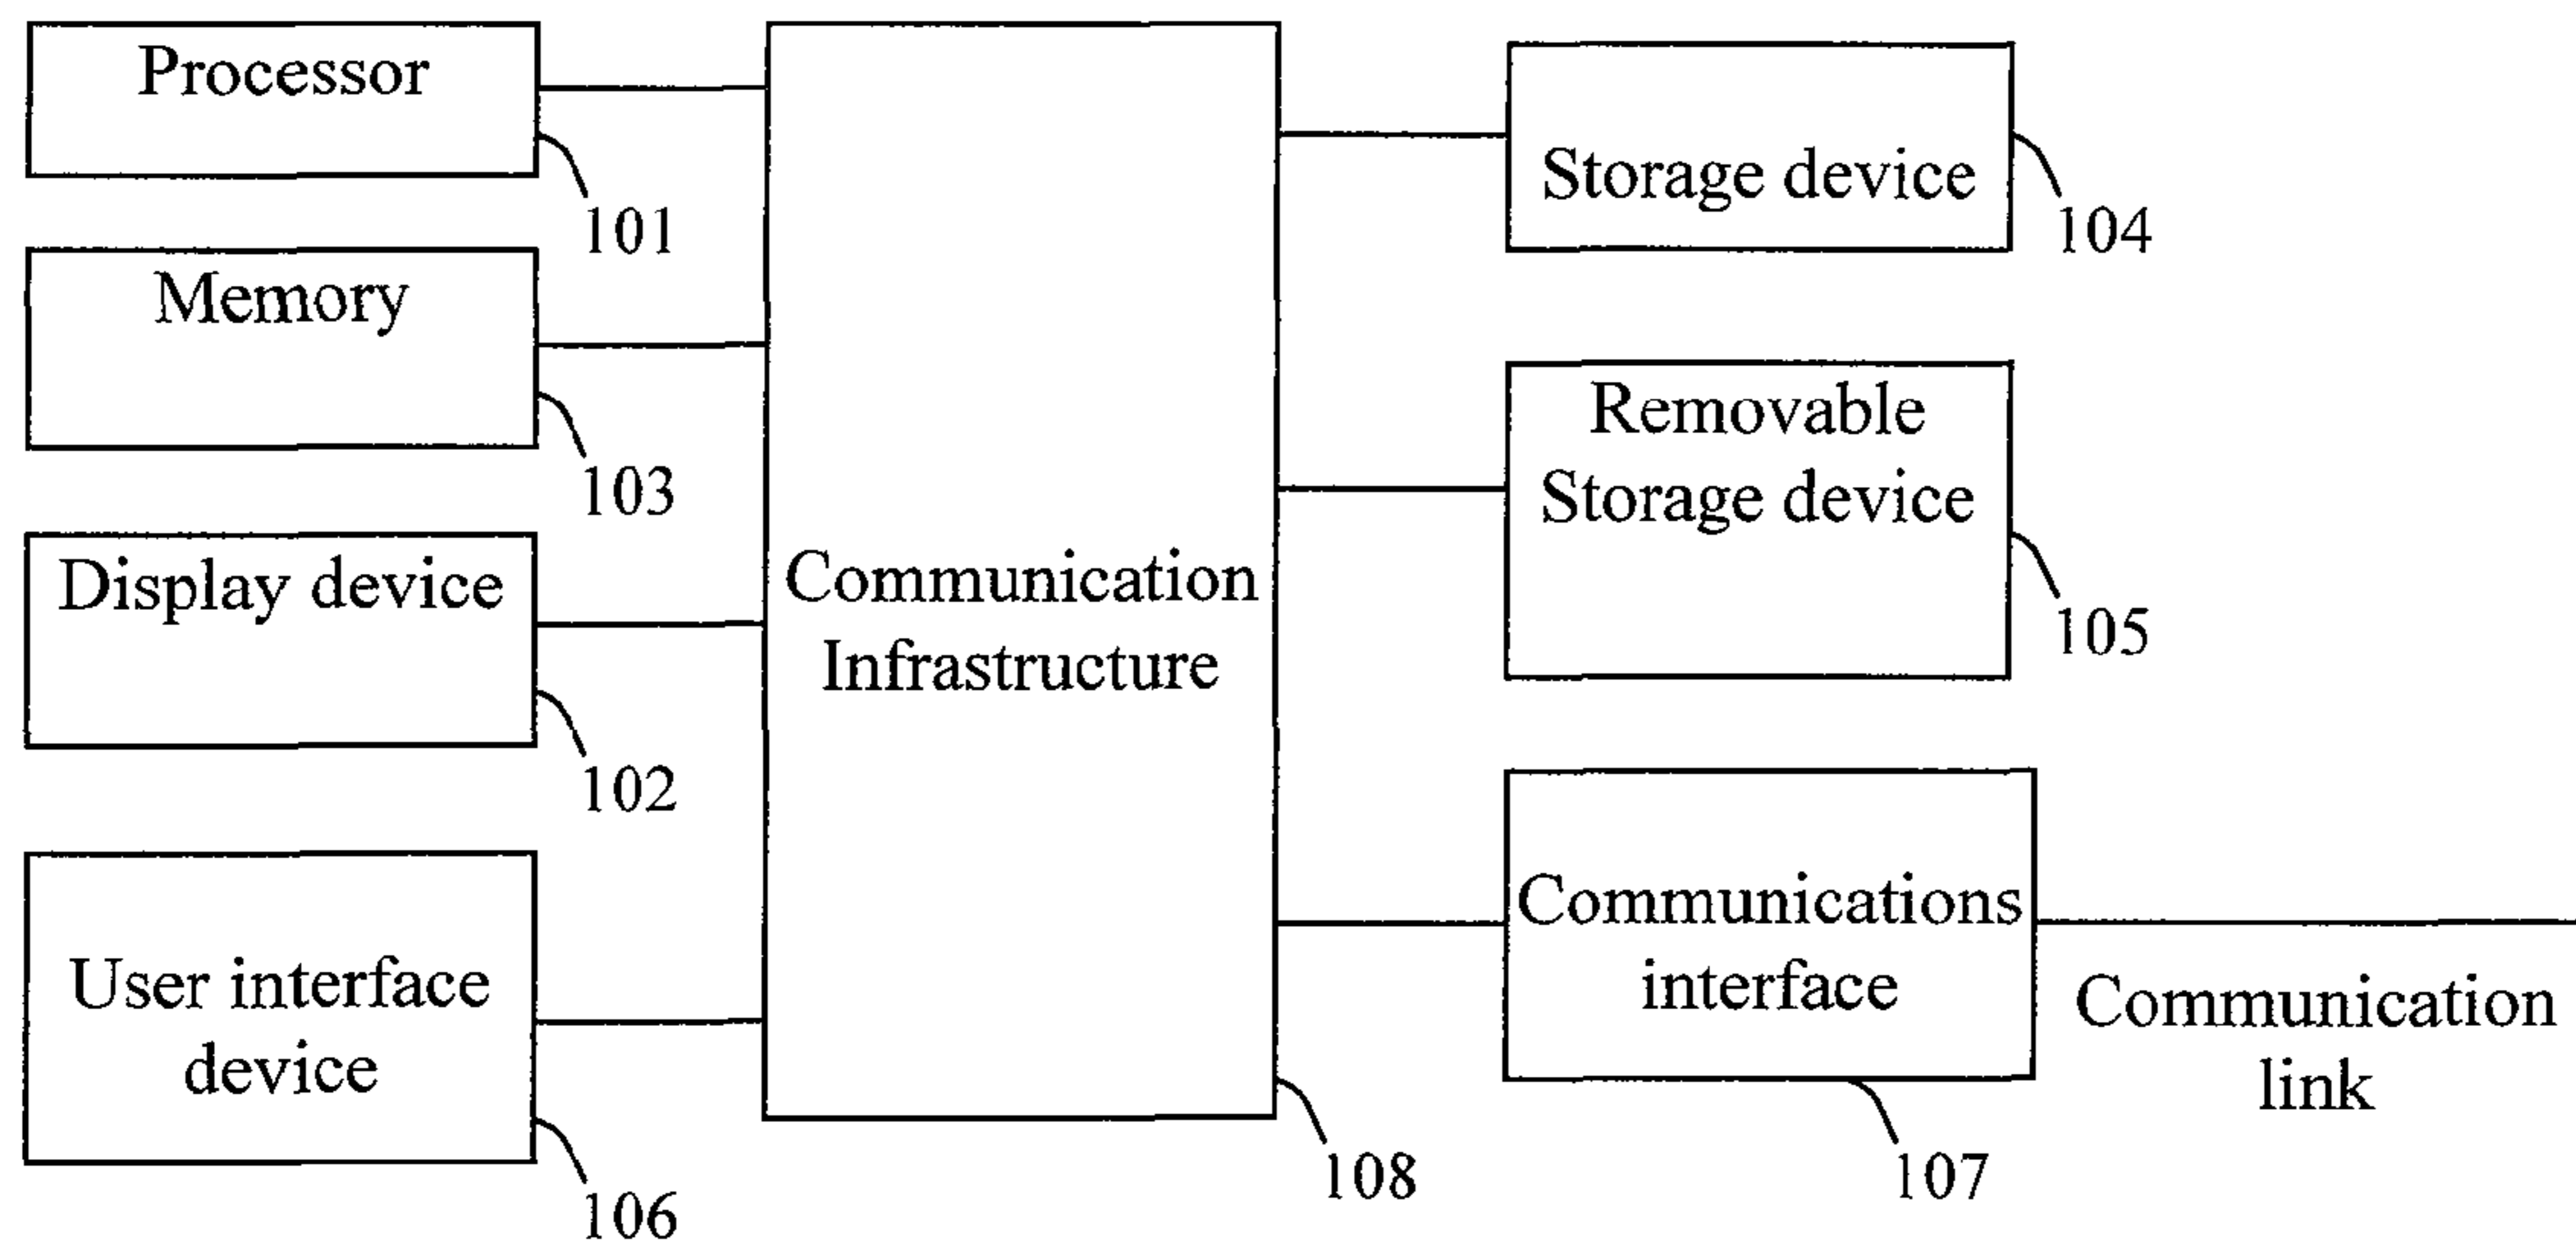 Processor
101
Memory
103
Display device
102
User interface
device
106
Communication
Infrastructure
108
Storage device
104
Removable
Storage device
105
Communications
interface
107
Communication
link